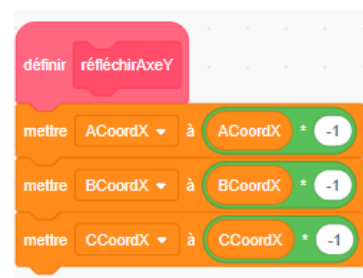 définir réfléchirAxeY
mettre ACoordX à ACoordX * -1
mettre BCoordX à BCoordX * -1
mettre CCoordX à CCoordX * -1